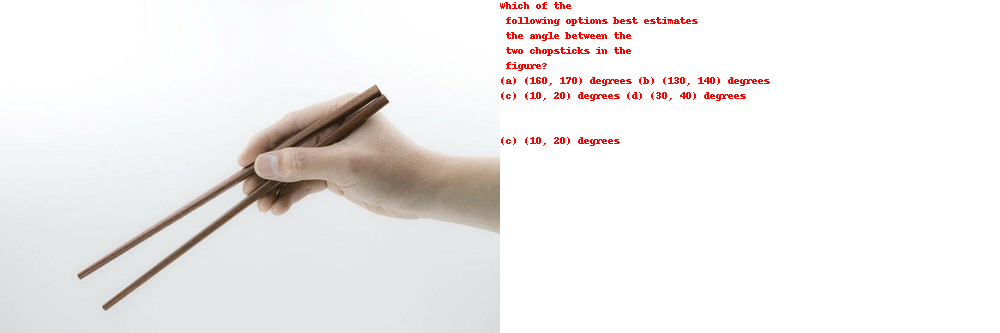 Which of the
following options best estimates
the angle between the
two chopsticks in the
figure?
(a) (160, 170) degrees (b) (130, 140) degrees
(c) (10, 20) degrees (d) (30, 40) degrees
(c) (10, 20) degrees